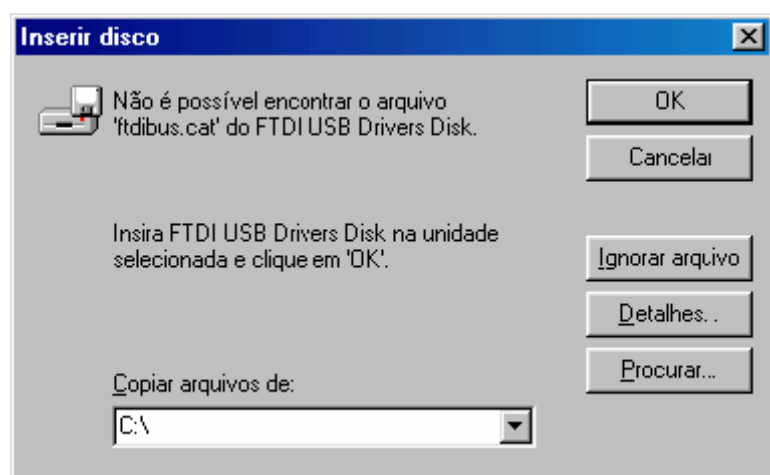 Inserir disco
Não é possível encontrar o arquivo
'ftdibus.cat' do FTDI USB Drivers Disk.
OK
Cancelar
Insira FTDI USB Drivers Disk na unidade
selecionada e clique em 'OK'.
Ignorar arquivo
Detalhes. .
Procurar...
Copiar arquivos de:
C:\